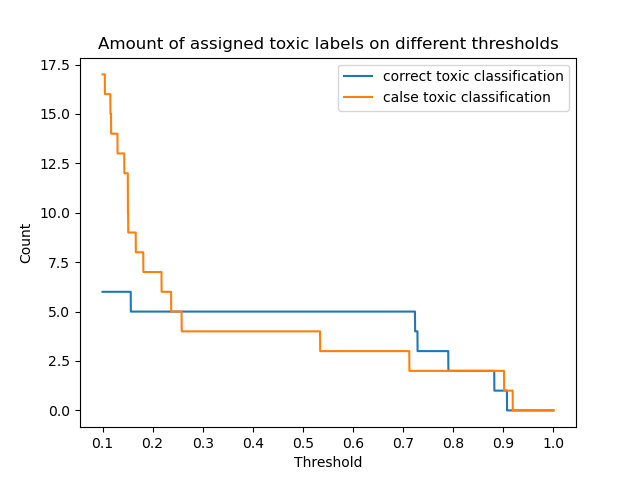 Amount of assigned toxic labels on different thresholds
17.5
15.0
12.5
10.0
7.5
5.0
2.5
0.0
Count
correct toxic classification
calse toxic classification
0.1 0.2 0.3 0.4 0.5 0.6 0.7 0.8 0.9 1.0
Threshold